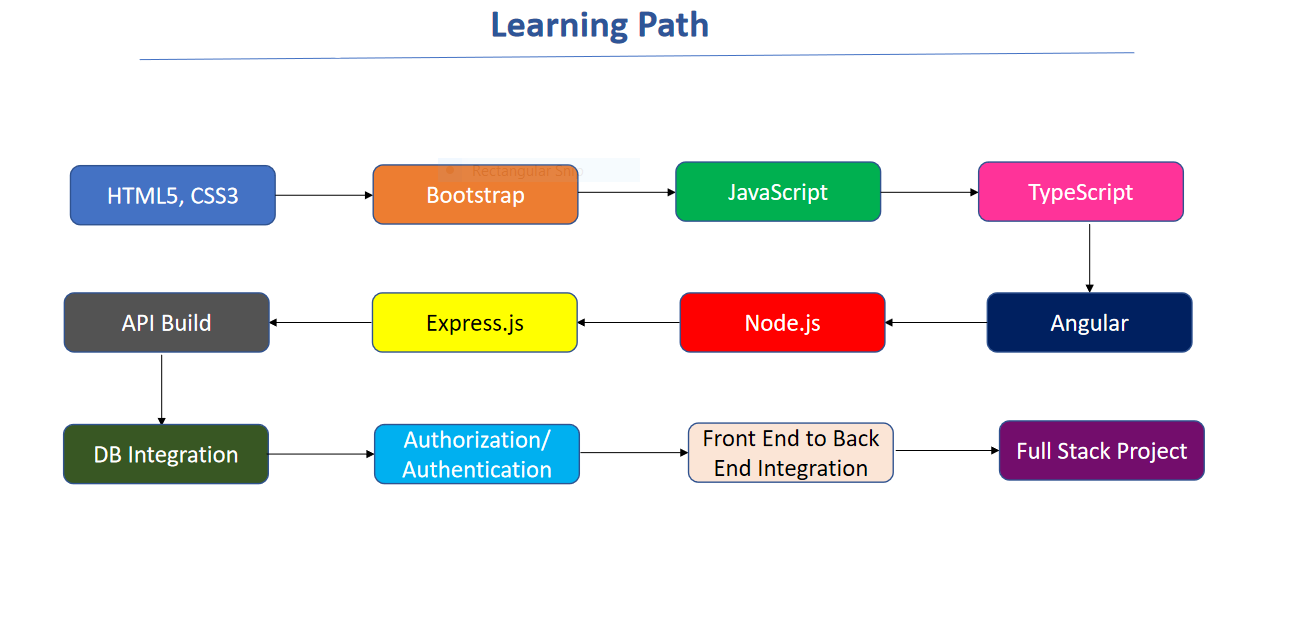 Learning Path
Rectangular Snip
HTML5, CSS3
Bootstrap
JavaScript
TypeScript
API Build
Express.js
Node.js
Angular
DB Integration
Authorization/
Authentication
Front End to Back
End Integration
Full Stack Project